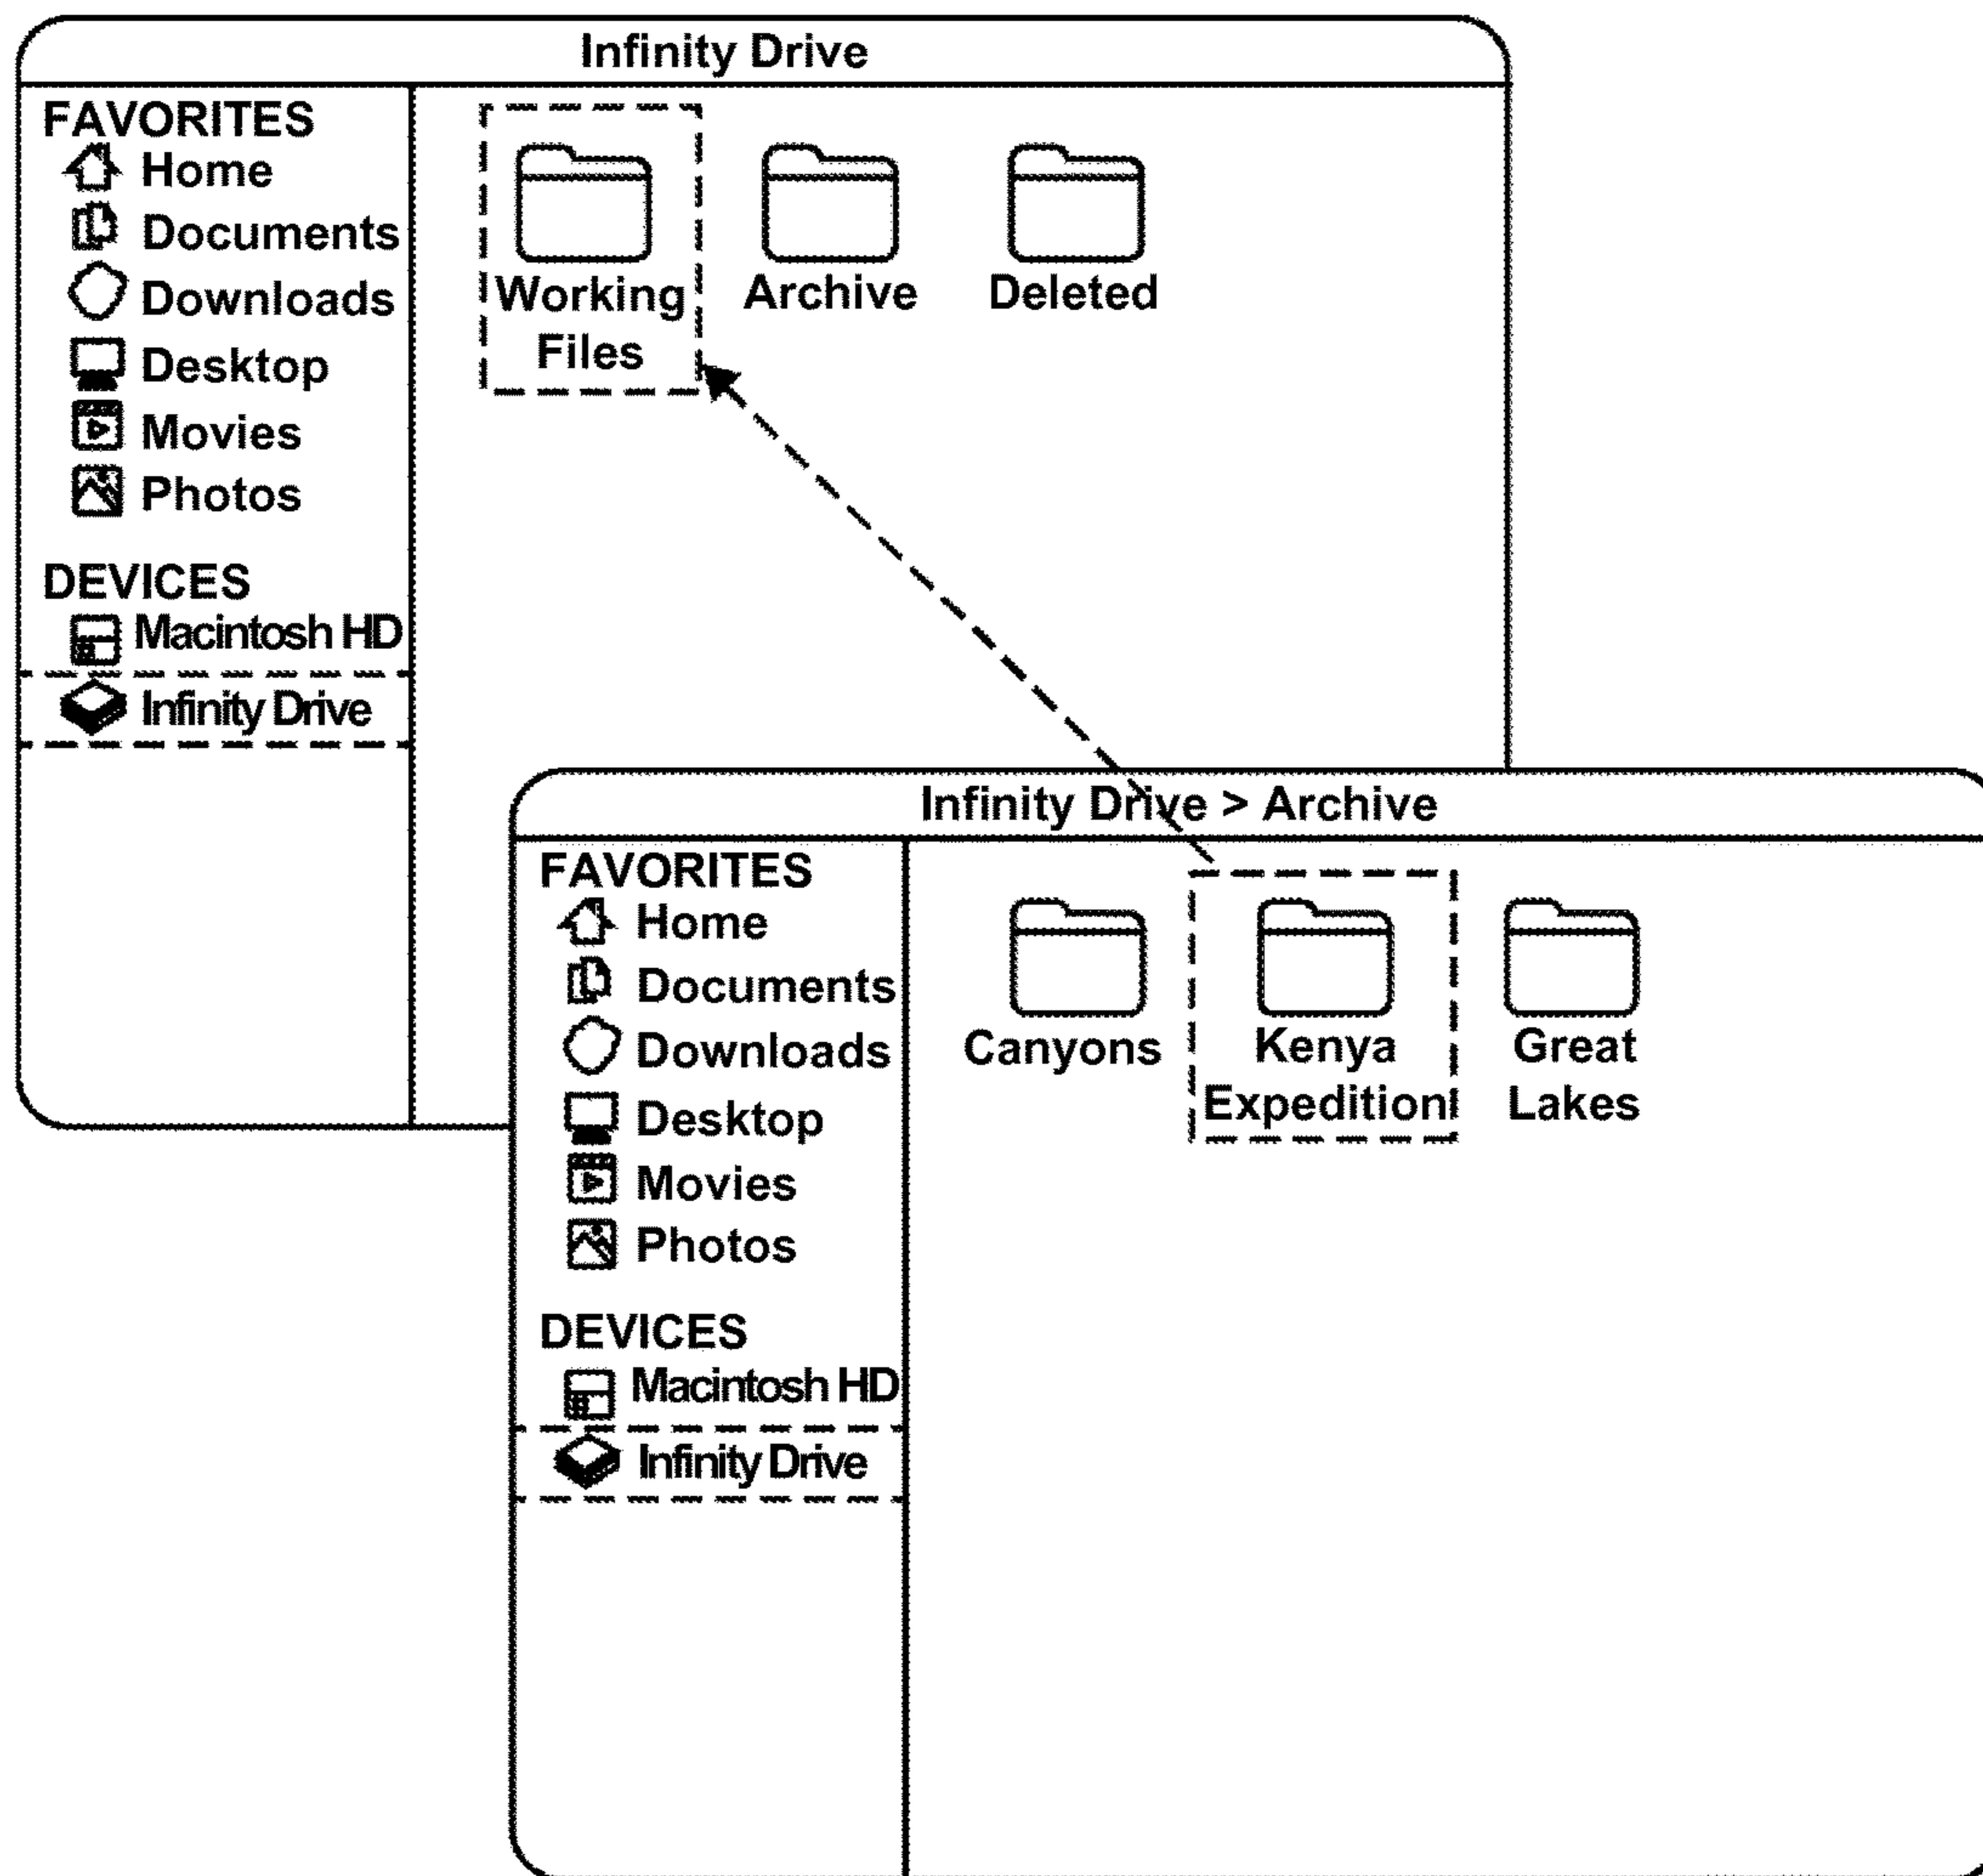 Infinity Drive
FAVORITES
Home
Documents
Downloads
Desktop
Movies
Photos
DEVICES
Macintosh HD
Infinity Drive
Working
Files
Archive
Deleted
Infinity Drive > Archive
FAVORITES
Home
Documents
Downloads
Desktop
Movies
Photos
DEVICES
Macintosh HD
Infinity Drive
Canyons
Kenya
Expedition
Great
Lakes